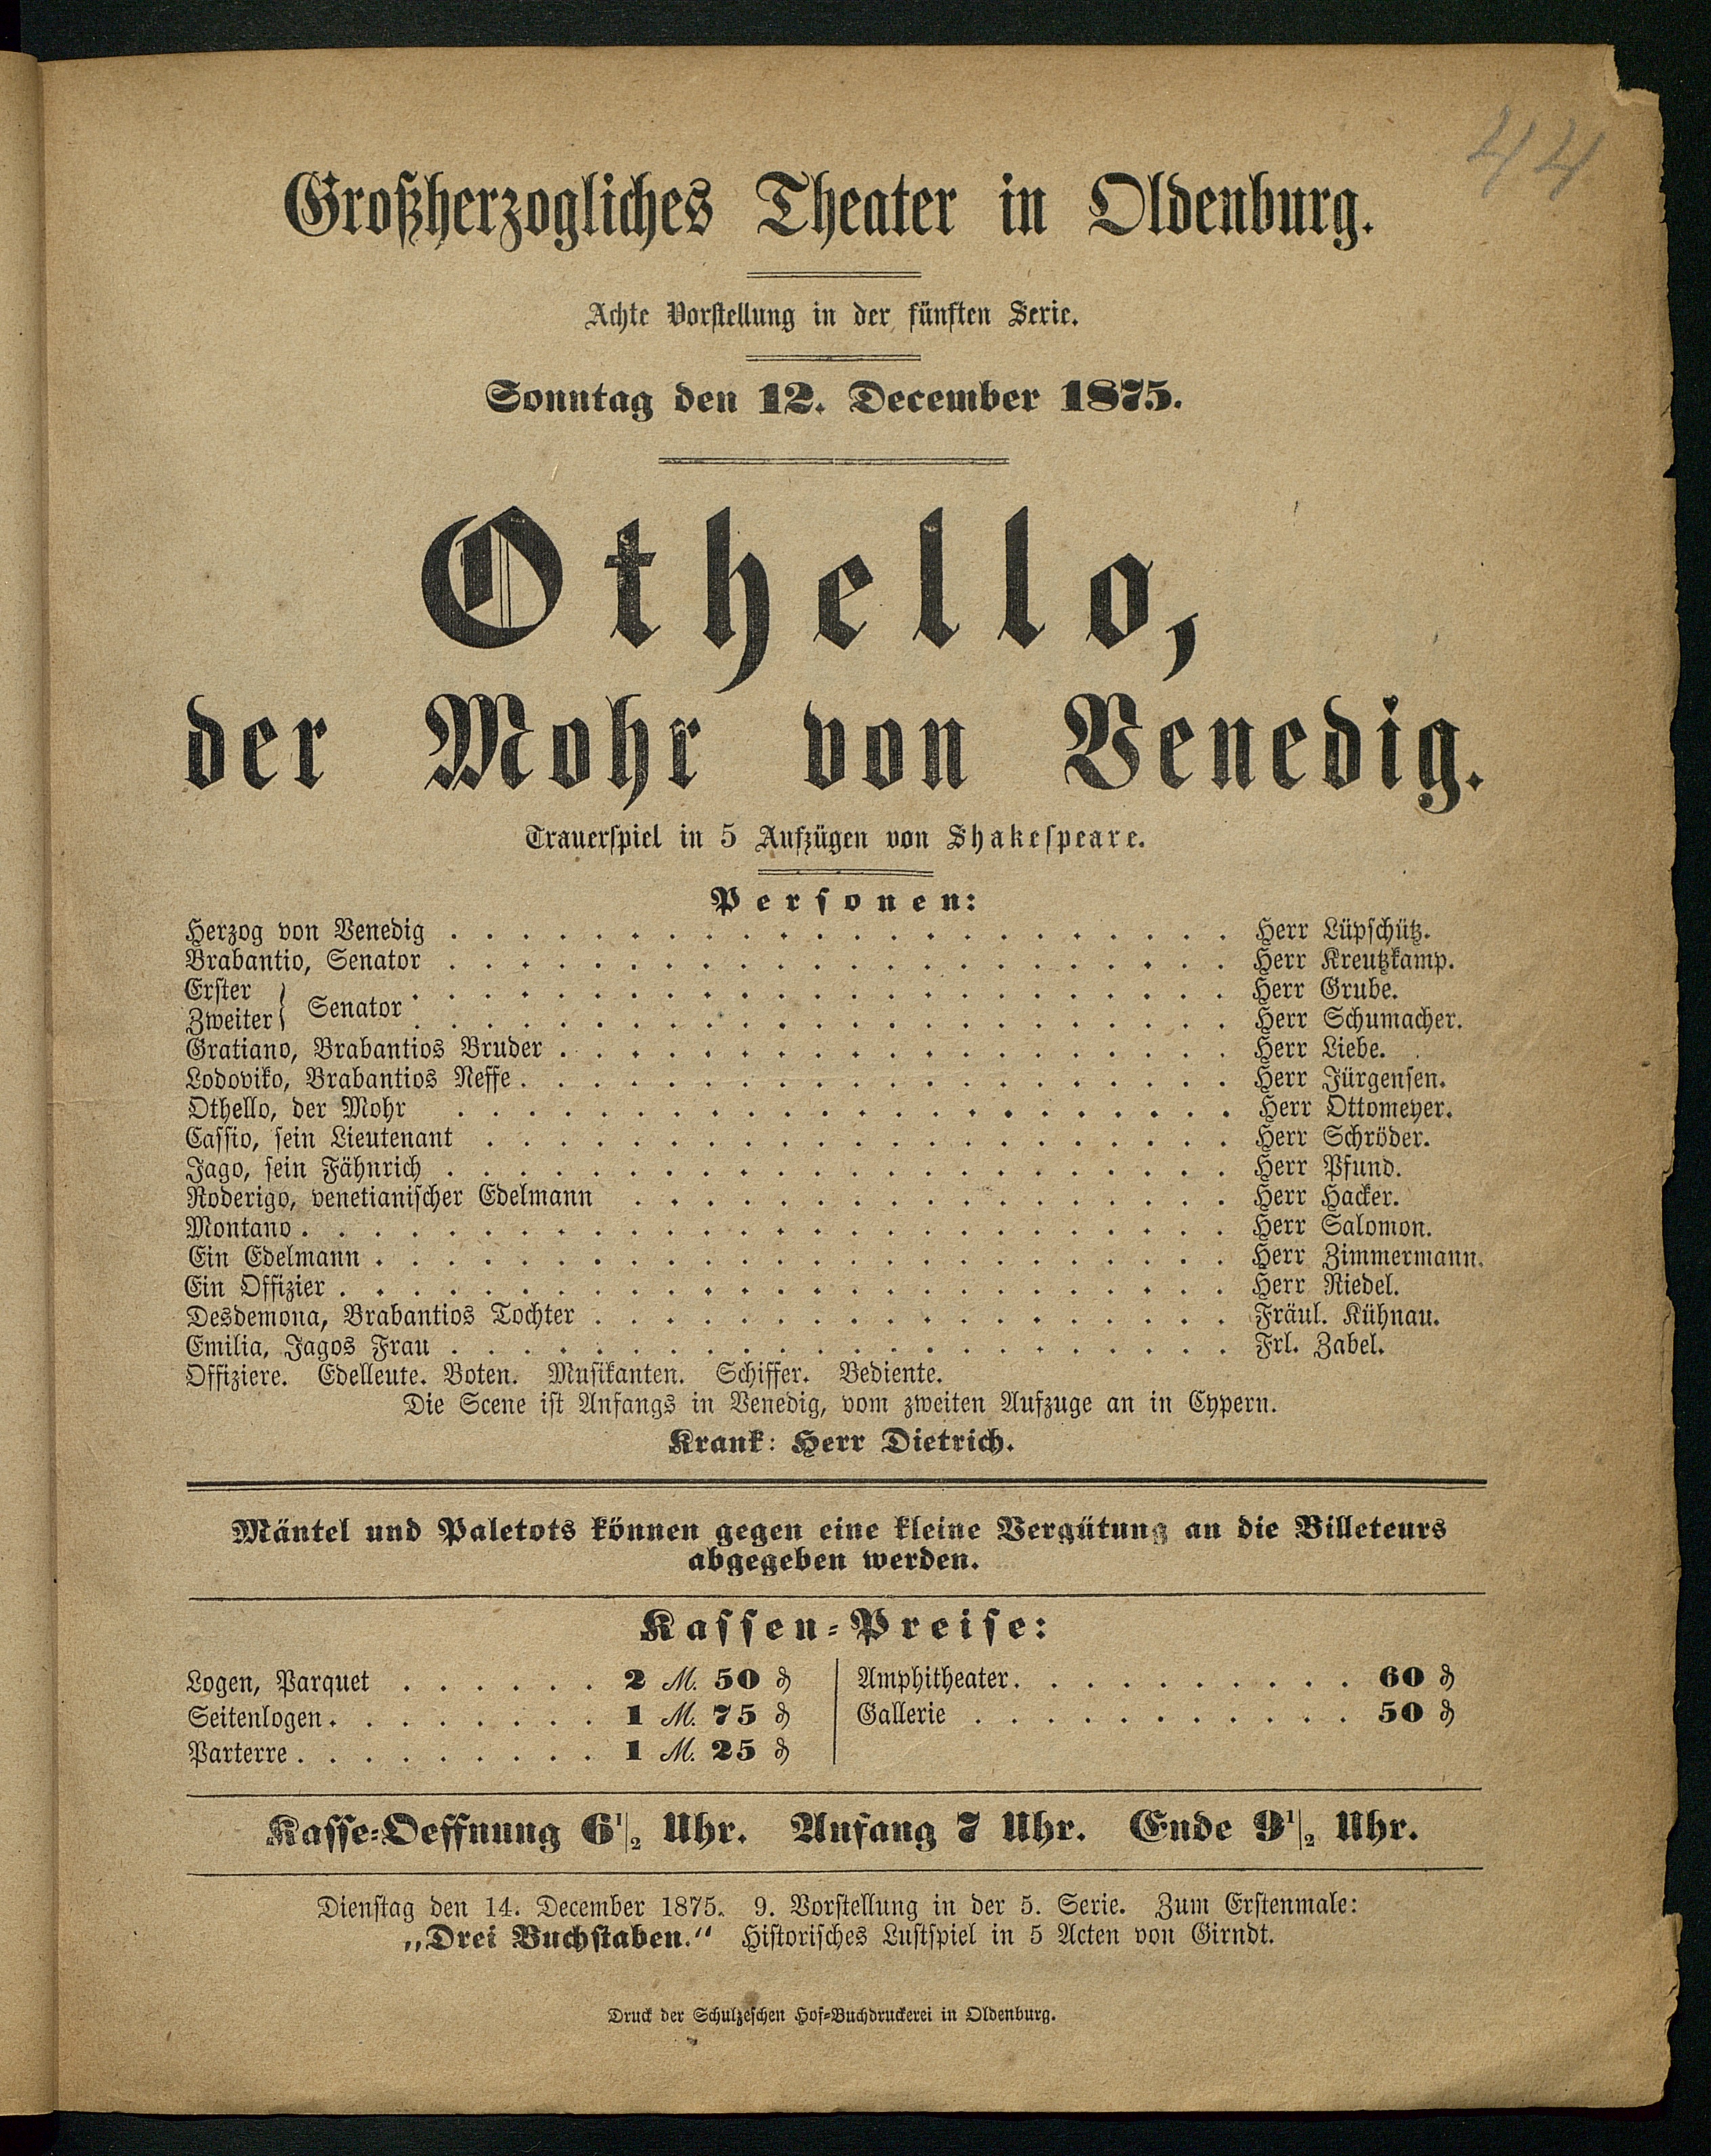 44
Großherzogliches Theater in Oldenburg.
Achte Vorstellung in der fünften Serie.
Sonntag den 12. December 1875.
Othello,
der Mohr von Venedig.
Trauerspiel in 5 Aufzügen von Shakespeare.
Personen:
Herzog von Venedig . . . . . . . . . . Herr Lüpschütz.
Brabantio, Senator . . . . . . . . . . Herr Kreutzkamp.
Erster } Senator . . . . . . . . . . Herr Grube.
Zweiter } . . . . . . . . . . Herr Schumacher.
Gratiano, Brabantios Bruder . . . . . . . . . . Herr Liebe.
Lodoviko, Brabantios Neffe . . . . . . . . . . Herr Jürgensen.
Othello, der Mohr . . . . . . . . . . Herr Ottomeyer.
Cassio, sein Lieutenant . . . . . . . . . . Herr Schröder.
Jago, sein Fähnrich . . . . . . . . . . Herr Pfund.
Roderigo, venetianischer Edelmann . . . . . . . . . . Herr Hacker.
Montano . . . . . . . . . . Herr Salomon.
Ein Edelmann . . . . . . . . . . Herr Zimmermann.
Ein Offizier . . . . . . . . . . Herr Riedel.
Desdemona, Brabantios Tochter . . . . . . . . . . Fräul. Kühnau.
Emilia, Jagos Frau . . . . . . . . . . Frl. Zabel.
Offiziere. Edelleute. Boten. Musikanten. Schiffer. Bediente.
Die Scene ist Anfangs in Venedig, vom zweiten Aufzuge an in Cypern.
Krank: Herr Dietrich.
Mäntel und Paletots können gegen eine kleine Vergütung an die Billeteurs
abgegeben werden.
Kassen-Preise:
Logen, Parquet . . . . . . 2 M. 50 ₰
Seitenlogen . . . . . . . . 1 M. 75 ₰
Parterre . . . . . . . . . 1 M. 25 ₰
Amphitheater . . . . . . . . . . 60 ₰
Gallerie . . . . . . . . . . . 50 ₰
Kasse-Oeffnung 6½ Uhr. Anfang 7 Uhr. Ende 9½ Uhr.
Dienstag den 14. December 1875. 9. Vorstellung in der 5. Serie. Zum Erstenmale:
„Drei Buchstaben.“ Historisches Lustspiel in 5 Acten von Girndt.
Druck der Schulzeschen Hof-Buchdruckerei in Oldenburg.